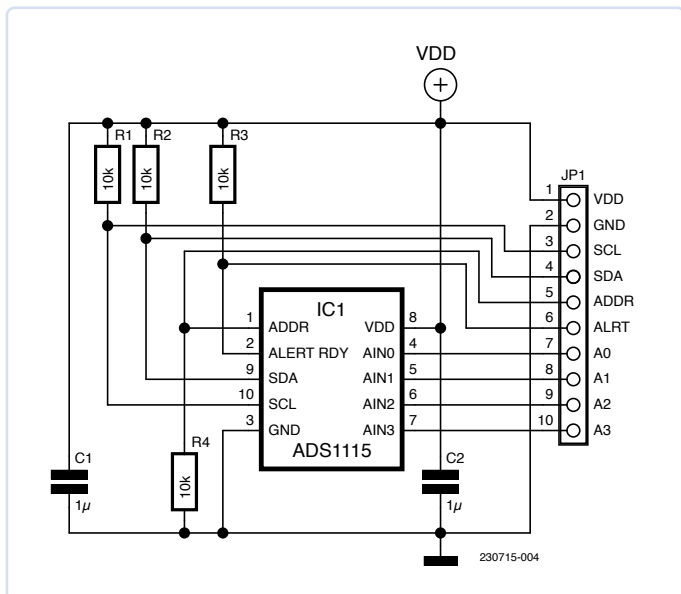 VDD
R1
R2
R3
10k
10k
10k
JP1
1 VDD
2 GND
3 SCL
4 SDA
5 ADDR
6 ALRT
7 A0
8 A1
9 A2
10 A3
IC1
1 ADDR
2 ALERT RDY
9 SDA
10 SCL
3 GND
VDD 8
AIN0 4
AIN1 5
AIN2 6
AIN3 7
ADS1115
R4
10k
C1
1µ
C2
1µ
230715-004